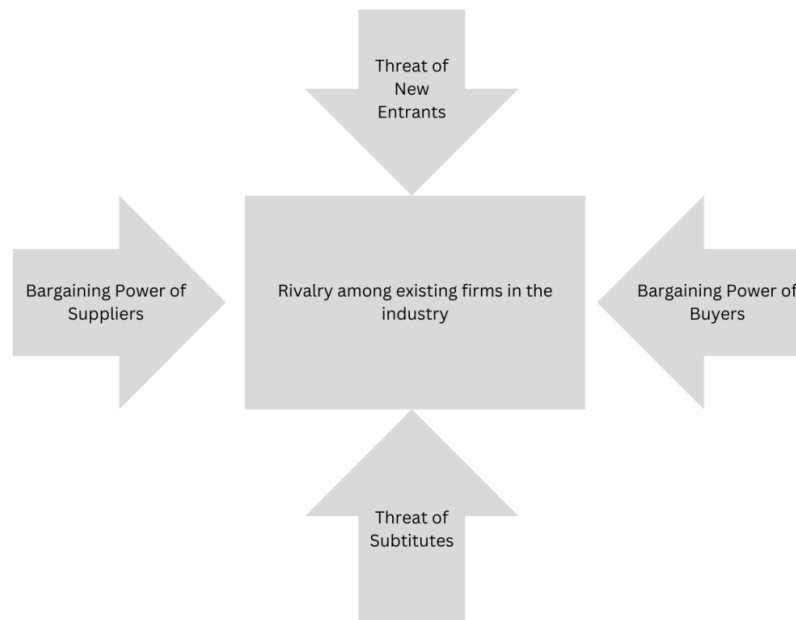 Threat of
New
Entrants
Bargaining Power of
Suppliers
Rivalry among existing firms in the
industry
Bargaining Power of
Buyers
Threat of
Subtitutes